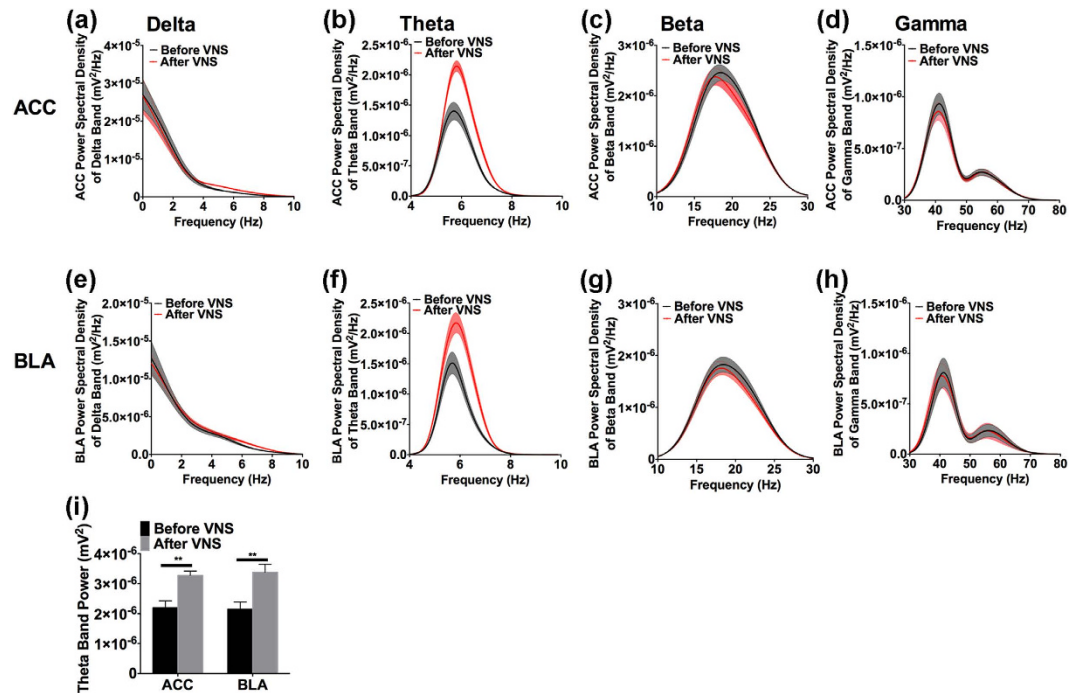 (a) Delta
ACC Power Spectral Density
of Delta Band (mV²/Hz)
4×10⁻⁵
3×10⁻⁵
2×10⁻⁵
1×10⁻⁵
0
Before VNS
After VNS
0 2 4 6 8 10
Frequency (Hz)
(b) Theta
ACC Power Spectral Density
of Theta Band (mV²/Hz)
2.5×10⁻⁶
2.0×10⁻⁶
1.5×10⁻⁶
1.0×10⁻⁶
5.0×10⁻⁷
0.0
Before VNS
After VNS
4 6 8 10
Frequency (Hz)
(c) Beta
ACC Power Spectral Density
of Beta Band (mV²/Hz)
3×10⁻⁶
2×10⁻⁶
1×10⁻⁶
0
Before VNS
After VNS
10 15 20 25 30
Frequency (Hz)
(d) Gamma
ACC Power Spectral Density
of Gamma Band (mV²/Hz)
1.5×10⁻⁶
1.0×10⁻⁶
5.0×10⁻⁷
0.0
Before VNS
After VNS
30 40 50 60 70 80
Frequency (Hz)
ACC
(e)
BLA Power Spectral Density
of Delta Band (mV²/Hz)
2.0×10⁻⁵
1.5×10⁻⁵
1.0×10⁻⁵
5.0×10⁻⁶
0.0
Before VNS
After VNS
0 2 4 6 8 10
Frequency (Hz)
(f)
BLA Power Spectral Density
of Theta Band (mV²/Hz)
2.5×10⁻⁶
2.0×10⁻⁶
1.5×10⁻⁶
1.0×10⁻⁶
5.0×10⁻⁷
0.0
Before VNS
After VNS
4 6 8 10
Frequency (Hz)
(g)
BLA Power Spectral Density
of Beta Band (mV²/Hz)
3×10⁻⁶
2×10⁻⁶
1×10⁻⁶
0
Before VNS
After VNS
10 15 20 25 30
Frequency (Hz)
(h)
BLA Power Spectral Density
of Gamma Band (mV²/Hz)
1.5×10⁻⁶
1.0×10⁻⁶
5.0×10⁻⁷
0.0
Before VNS
After VNS
30 40 50 60 70 80
Frequency (Hz)
BLA
(i)
Theta Band Power (mV²)
Before VNS
After VNS
4×10⁻⁶
3×10⁻⁶
2×10⁻⁶
1×10⁻⁶
0
** **
ACC BLA